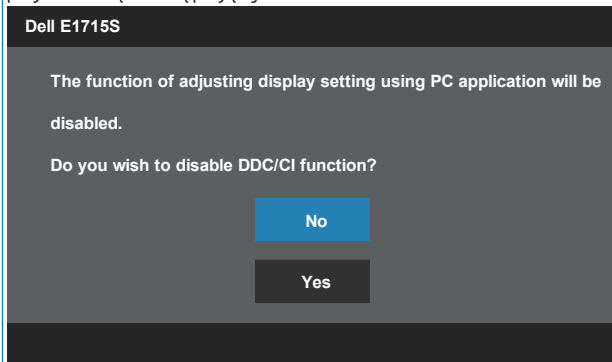 Dell E1715S
The function of adjusting display setting using PC application will be
disabled.
Do you wish to disable DDC/CI function?
No
Yes